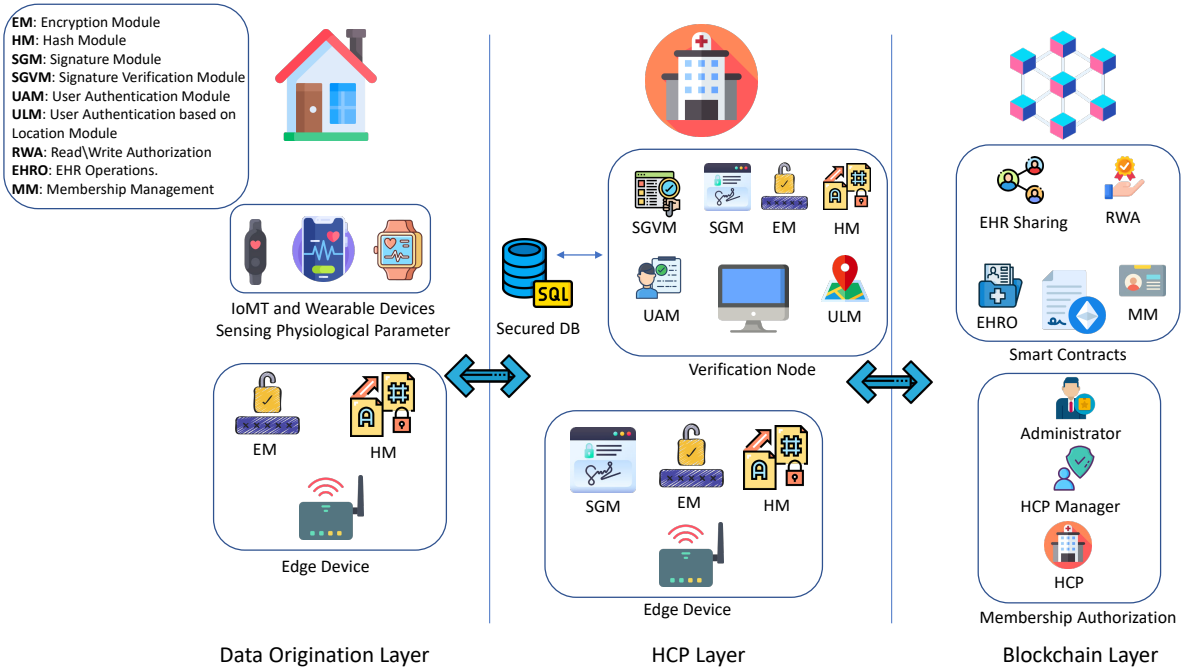 EM: Encryption Module
HM: Hash Module
SGM: Signature Module
SGVM: Signature Verification Module
UAM: User Authentication Module
ULM: User Authentication based on
Location Module
RWA: Read\Write Authorization
EHRO: EHR Operations.
MM: Membership Management
IoMT and Wearable Devices
Sensing Physiological Parameter
EM
HM
Edge Device
Data Origination Layer
SQL
Secured DB
SGVM
SGM
EM
HM
UAM
ULM
Verification Node
SGM
EM
HM
Edge Device
HCP Layer
EHR Sharing
RWA
EHRO
MM
Smart Contracts
Administrator
HCP Manager
HCP
Membership Authorization
Blockchain Layer